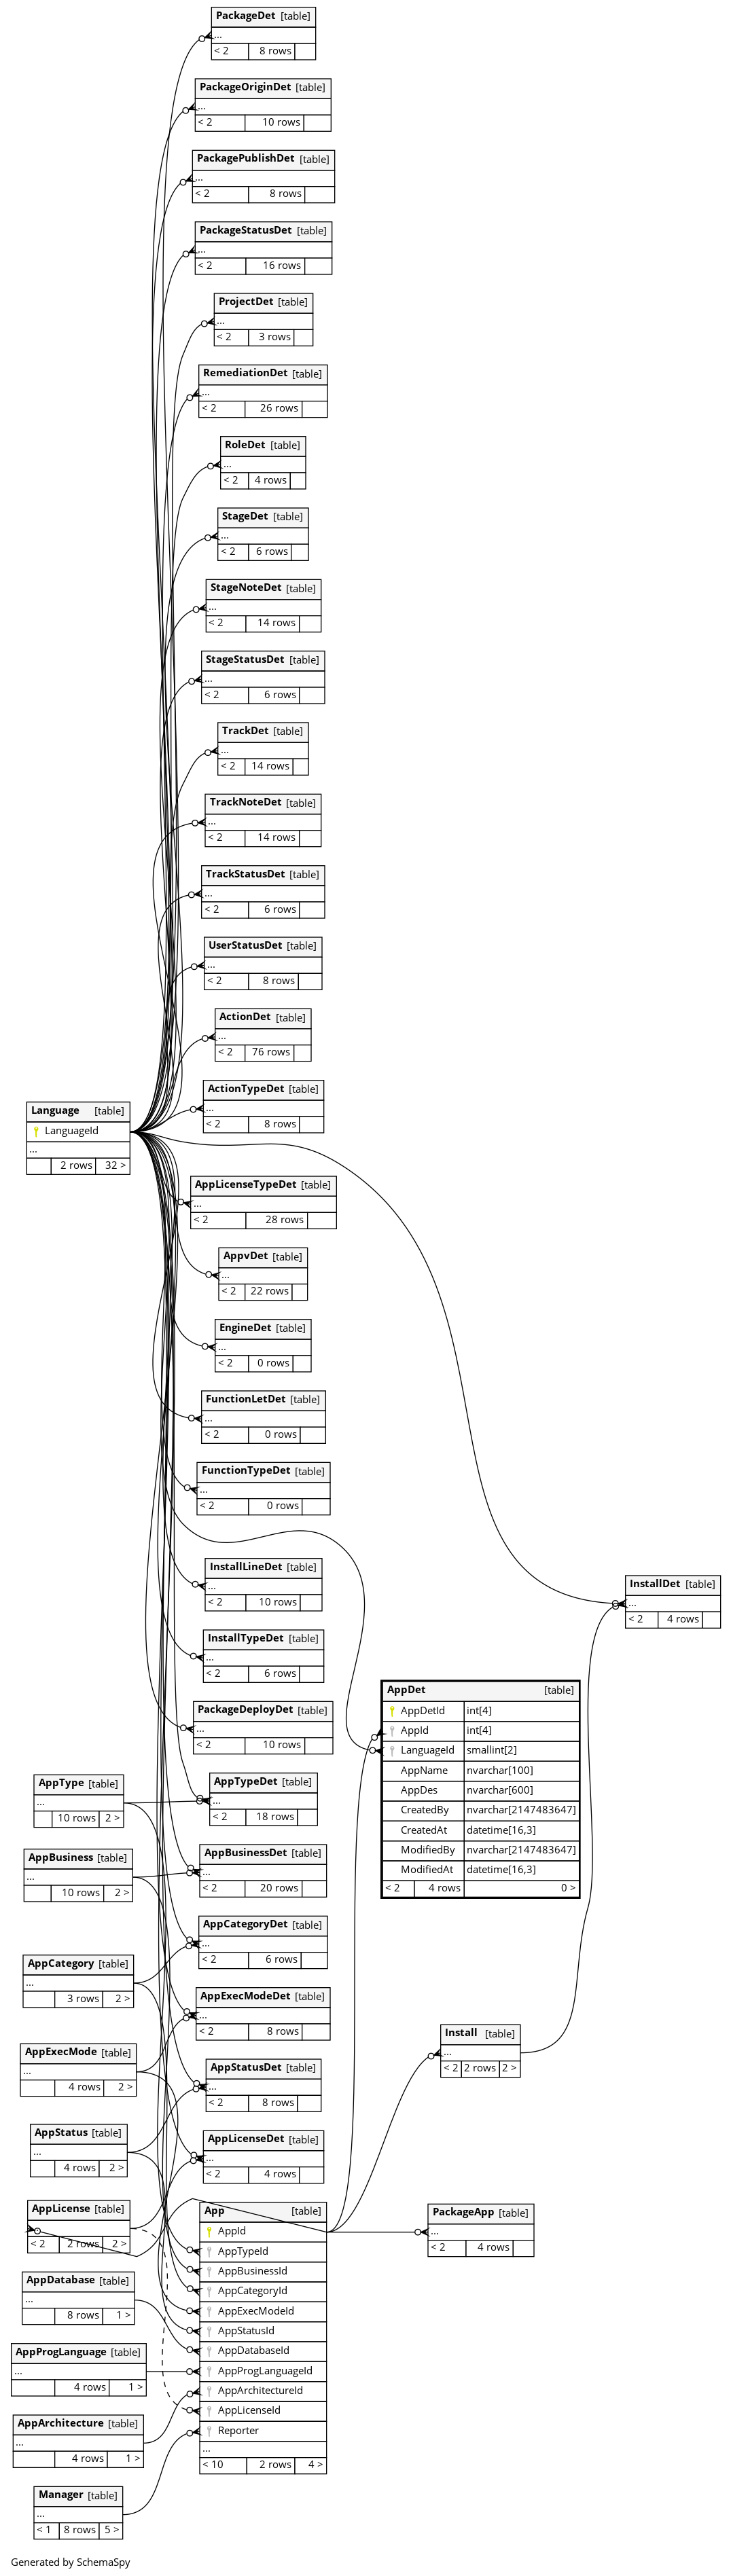 PackageDet [table]
...
< 2 8 rows
PackageOriginDet [table]
...
< 2 10 rows
PackagePublishDet [table]
...
< 2 8 rows
PackageStatusDet [table]
...
< 2 16 rows
ProjectDet [table]
...
< 2 3 rows
RemediationDet [table]
...
< 2 26 rows
RoleDet [table]
...
< 2 4 rows
StageDet [table]
...
< 2 6 rows
StageNoteDet [table]
...
< 2 14 rows
StageStatusDet [table]
...
< 2 6 rows
TrackDet [table]
...
< 2 14 rows
TrackNoteDet [table]
...
< 2 14 rows
TrackStatusDet [table]
...
< 2 6 rows
UserStatusDet [table]
...
< 2 8 rows
ActionDet [table]
...
< 2 76 rows
ActionTypeDet [table]
...
< 2 8 rows
Language [table]
LanguageId
...
2 rows 32 >
AppLicenseTypeDet [table]
...
< 2 28 rows
AppvDet [table]
...
< 2 22 rows
EngineDet [table]
...
< 2 0 rows
FunctionLetDet [table]
...
< 2 0 rows
FunctionTypeDet [table]
...
< 2 0 rows
InstallLineDet [table]
...
< 2 10 rows
InstallDet [table]
...
< 2 4 rows
InstallTypeDet [table]
...
< 2 6 rows
AppDet [table]
AppDetId int[4]
AppId int[4]
LanguageId smallint[2]
AppName nvarchar[100]
AppDes nvarchar[600]
CreatedBy nvarchar[2147483647]
CreatedAt datetime[16,3]
ModifiedBy nvarchar[2147483647]
ModifiedAt datetime[16,3]
< 2 4 rows 0 >
PackageDeployDet [table]
...
< 2 10 rows
AppType [table]
...
10 rows 2 >
AppTypeDet [table]
...
< 2 18 rows
AppBusiness [table]
...
10 rows 2 >
AppBusinessDet [table]
...
< 2 20 rows
AppCategoryDet [table]
...
< 2 6 rows
AppCategory [table]
...
3 rows 2 >
AppExecModeDet [table]
...
< 2 8 rows
AppExecMode [table]
...
4 rows 2 >
Install [table]
...
< 2 2 rows 2 >
AppStatusDet [table]
...
< 2 8 rows
AppStatus [table]
...
4 rows 2 >
AppLicenseDet [table]
...
< 2 4 rows
AppLicense [table]
...
< 2 2 rows 2 >
App [table]
AppId
AppTypeId
AppBusinessId
AppCategoryId
AppExecModeId
AppStatusId
AppDatabaseId
AppProgLanguageId
AppArchitectureId
AppLicenseId
Reporter
...
< 10 2 rows 4 >
PackageApp [table]
...
< 2 4 rows
AppDatabase [table]
...
8 rows 1 >
AppProgLanguage [table]
...
4 rows 1 >
AppArchitecture [table]
...
4 rows 1 >
Manager [table]
...
< 1 8 rows 5 >
Generated by SchemaSpy